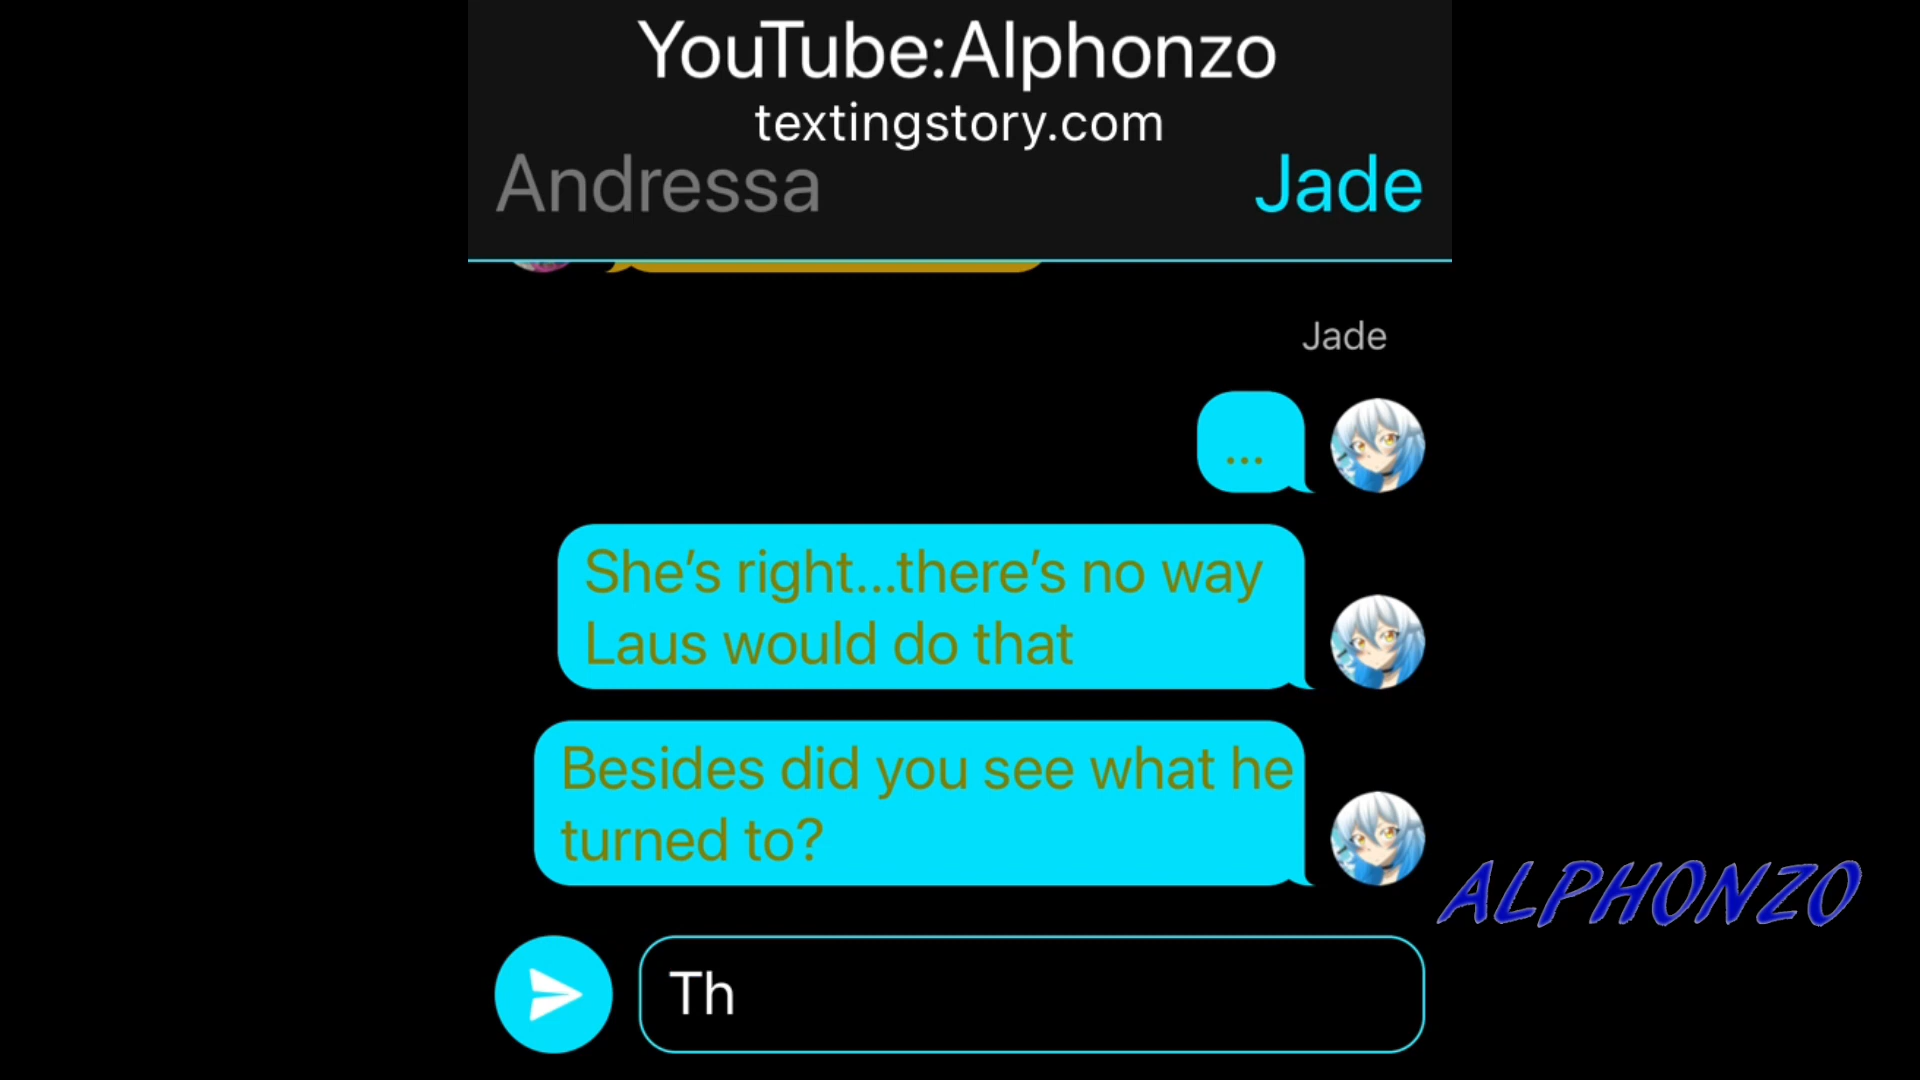 YouTube:Alphonzo
textingstory.com
Andressa
Jade
Jade
...
She’s right...there’s no way
Laus would do that
Besides did you see what he
turned to?
ALPHONZO
Th